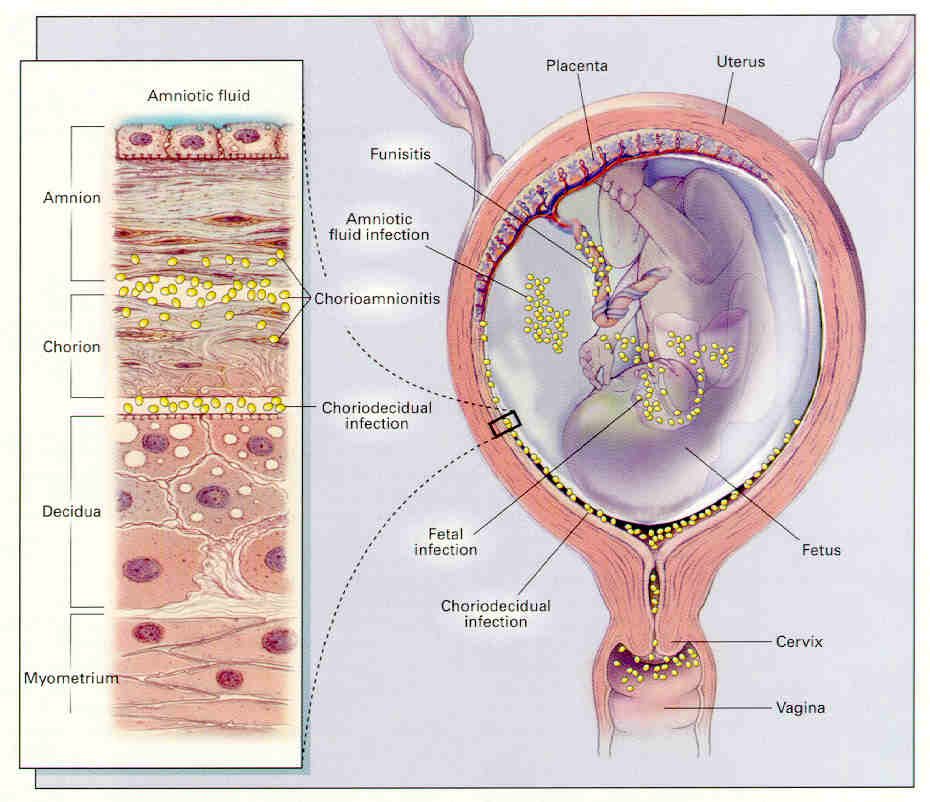 Amniotic fluid
Amnion
Chorioamnionitis
Chorion
Choriodecidual
infection
Decidua
Myometrium
Placenta
Uterus
Funisitis
Amniotic
fluid infection
Fetal
infection
Fetus
Choriodecidual
infection
Cervix
Vagina